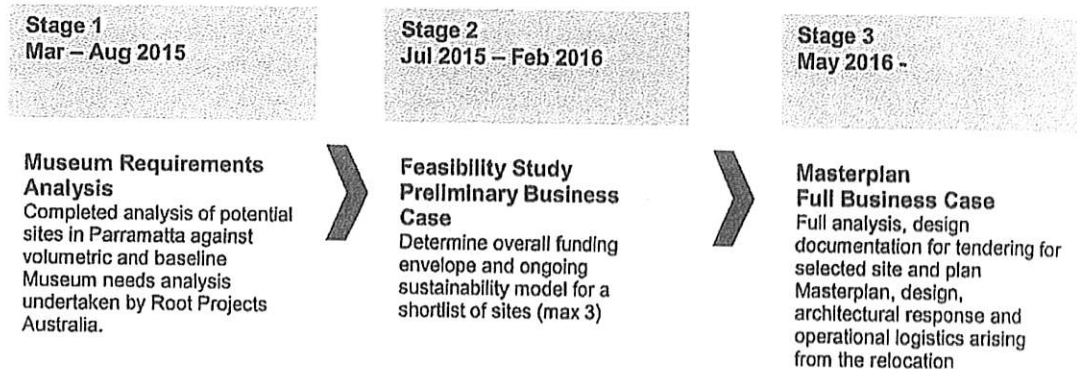 Stage 1
Mar – Aug 2015
Museum Requirements
Analysis
Completed analysis of potential
sites in Parramatta against
volumetric and baseline
Museum needs analysis
undertaken by Root Projects
Australia.
Stage 2
Jul 2015 – Feb 2016
Feasibility Study
Preliminary Business
Case
Determine overall funding
envelope and ongoing
sustainability model for a
shortlist of sites (max 3)
Stage 3
May 2016 -
Masterplan
Full Business Case
Full analysis, design
documentation for tendering for
selected site and plan
Masterplan, design,
architectural response and
operational logistics arising
from the relocation